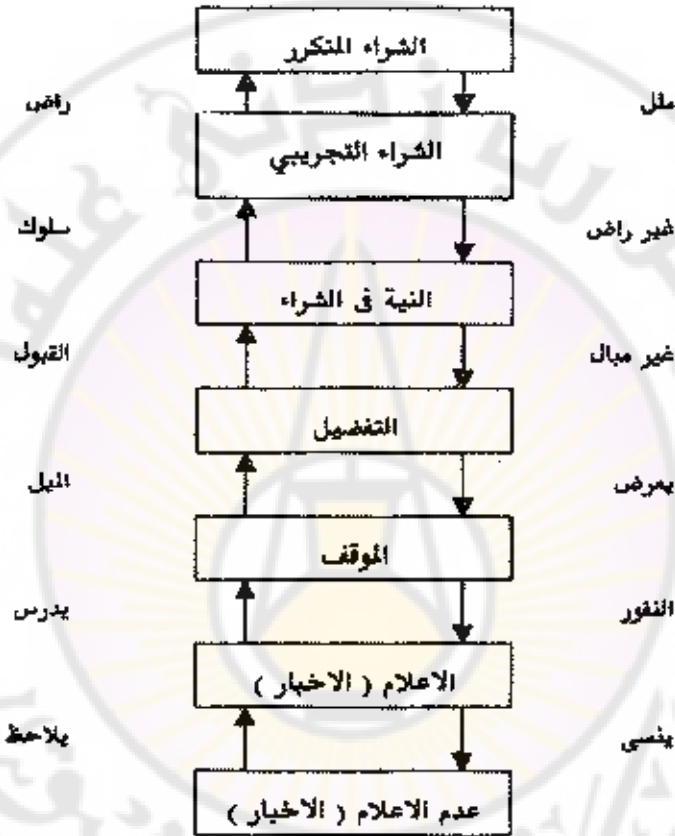 الشراء المتكرر
راض
ملل
الشراء التجريبي
سلوك
غير راض
النية فى الشراء
القبول
غير مبال
التفضيل
الميل
يعرض
الموقف
يدرس
النفور
الاعلام ( الاخبار )
يلاحظ
ينسى
عدم الاعلام ( الاخبار )